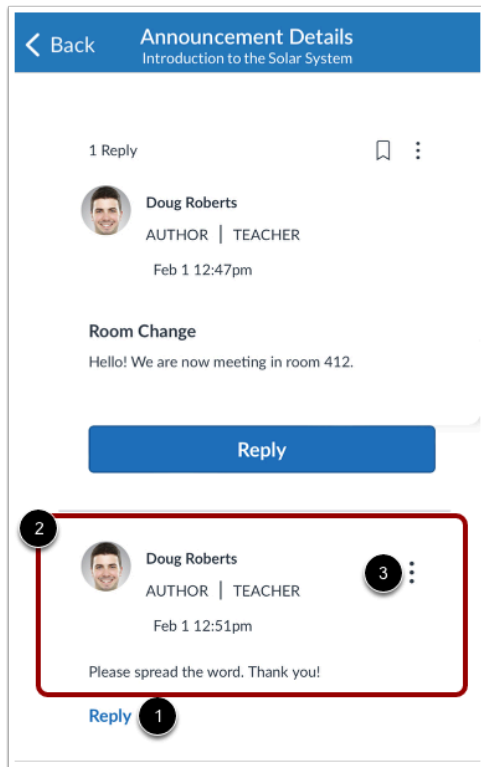 Back
Announcement Details
Introduction to the Solar System
1 Reply
Doug Roberts
AUTHOR | TEACHER
Feb 1 12:47pm
Room Change
Hello! We are now meeting in room 412.
Reply
2
Doug Roberts
3
AUTHOR | TEACHER
Feb 1 12:51pm
Please spread the word. Thank you!
Reply 1